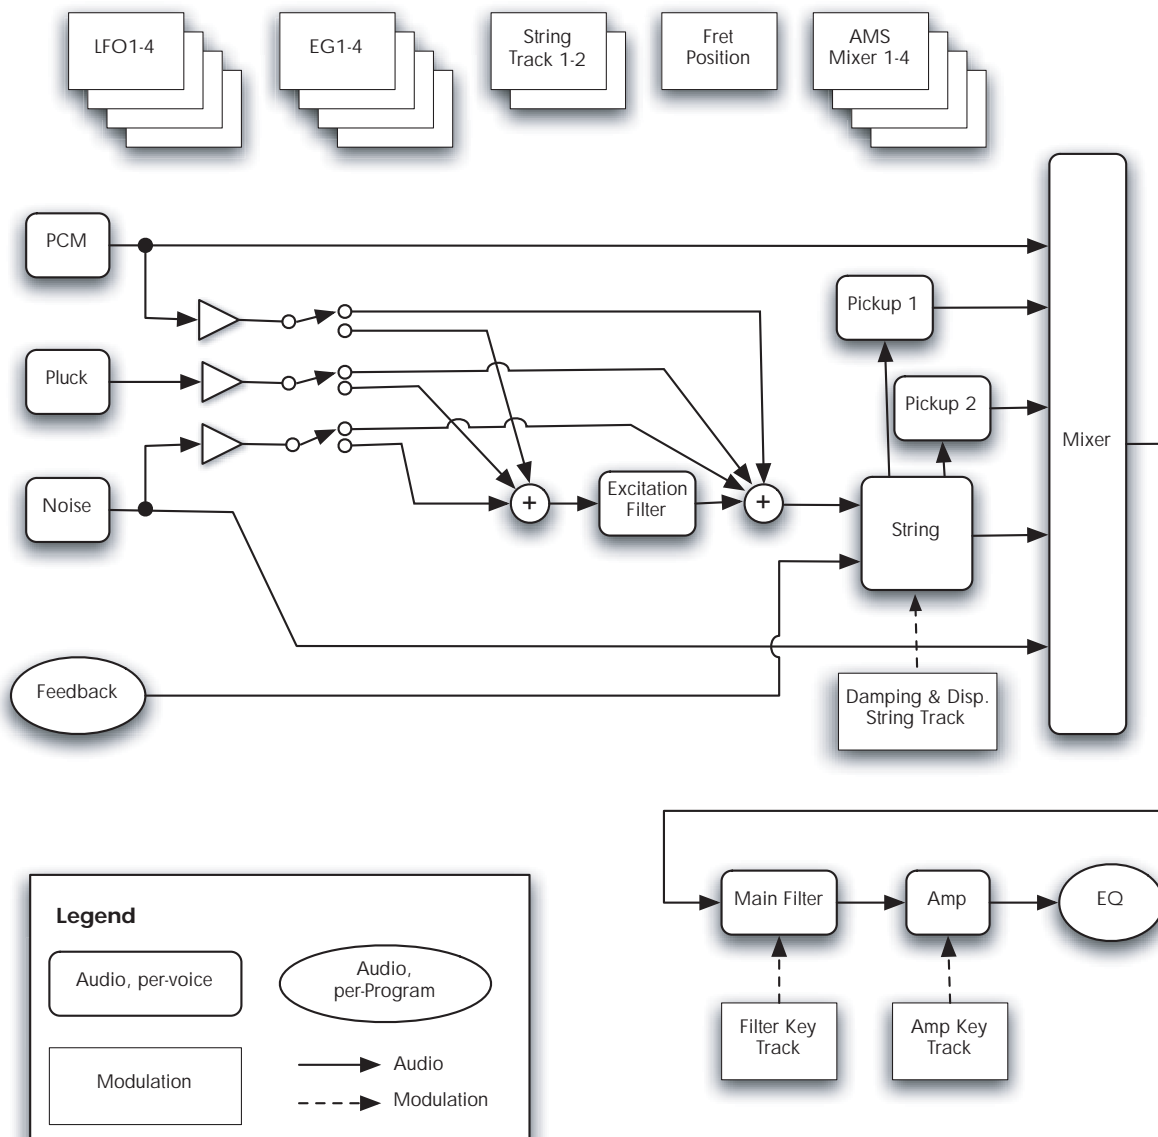 LFO1-4
EG1-4
String
Track 1-2
Fret
Position
AMS
Mixer 1-4
PCM
Pickup 1
Pluck
Pickup 2
Mixer
Noise
+
Excitation
Filter
+
String
Feedback
Damping & Disp.
String Track
Main Filter
Amp
EQ
Filter Key
Track
Amp Key
Track
Legend
Audio, per-voice
Audio,
per-Program
Modulation
Audio
Modulation